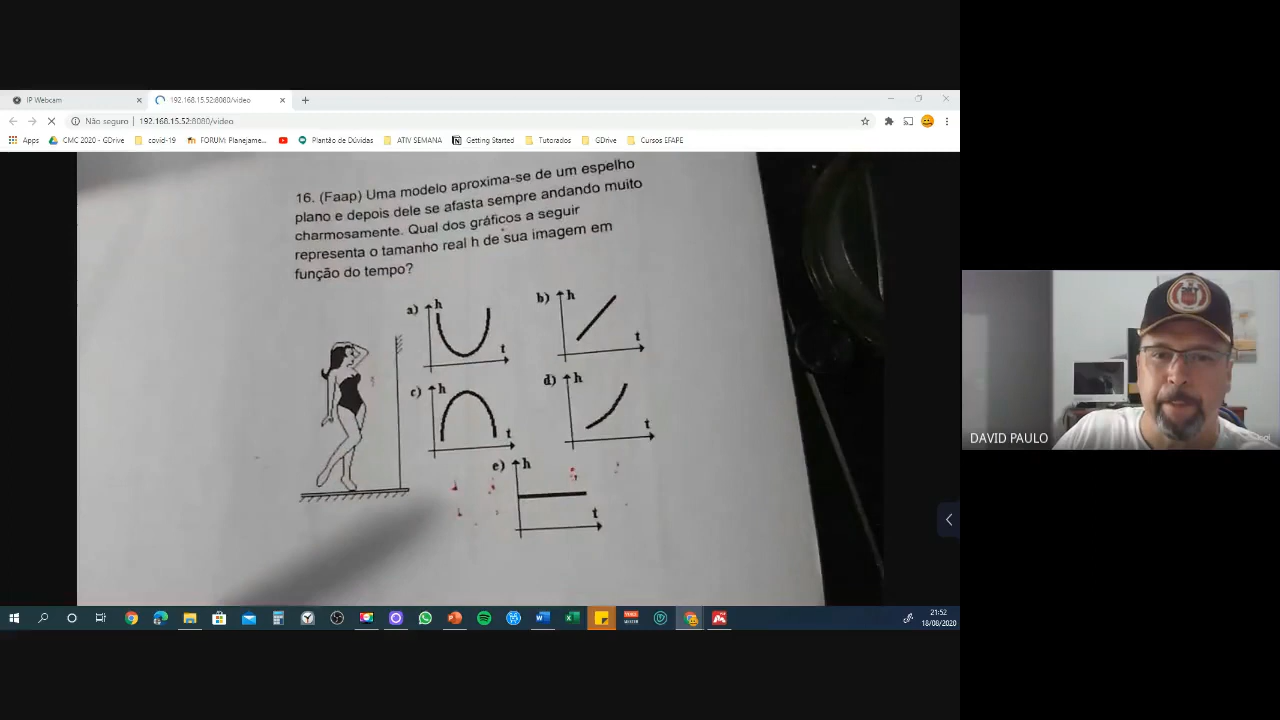 IP Webcam
192.168.15.52:8080/video
Não seguro | 192.168.15.52:8080/video
Apps CMC 2020 - GDrive covid-19 FORUM: Planejame... Plantão de Dúvidas ATIV SEMANA Getting Started Tutorados GDrive Cursos EFAPE
16. (Faap) Uma modelo aproxima-se de um espelho
plano e depois dele se afasta sempre andando muito
charmosamente. Qual dos gráficos a seguir
representa o tamanho real h de sua imagem em
função do tempo?
a) h t
b) h t
c) h t
d) h t
e) h t
DAVID PAULO
21:52
18/08/2020